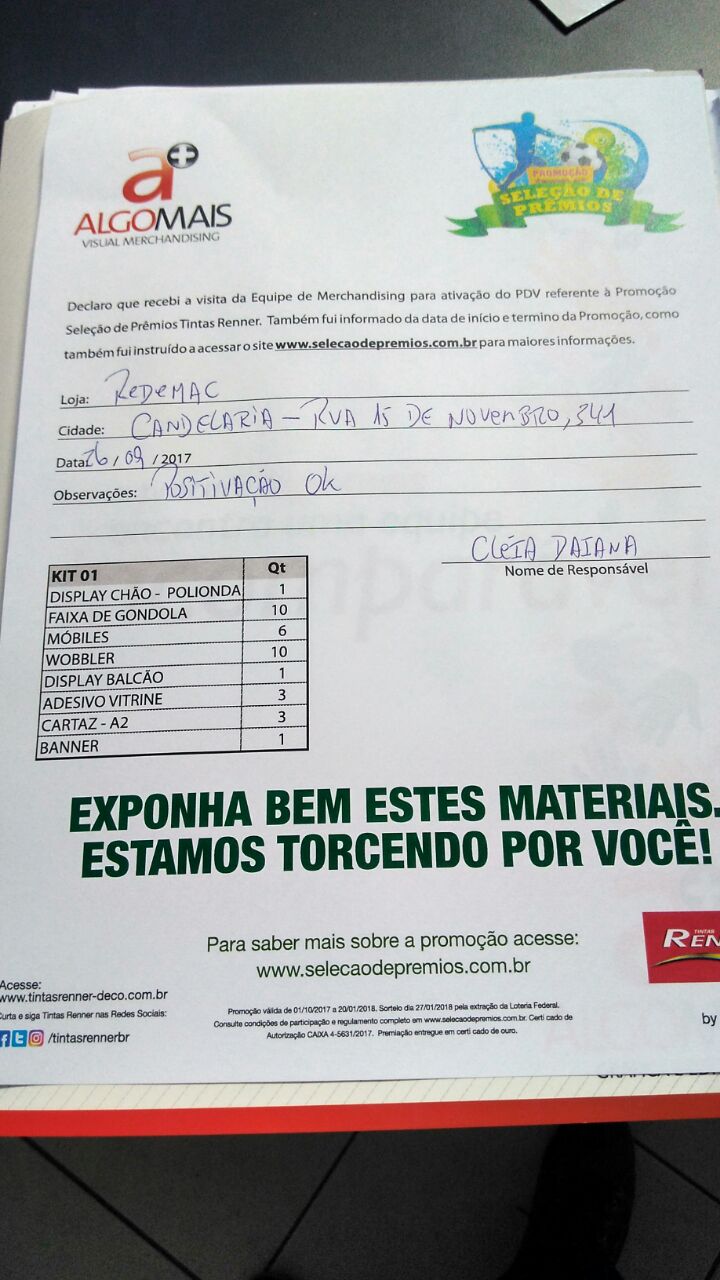 a+
ALGOMAIS
VISUAL MERCHANDISING
PROMOÇÃO
SELEÇÃO DE
PRÊMIOS
Declaro que recebi a visita da Equipe de Merchandising para ativação do PDV referente à Promoção
Seleção de Prêmios Tintas Renner. Também fui informado da data de início e termino da Promoção, como
também fui instruído a acessar o site www.selecaodepremios.com.br para maiores informações.
Loja: REDEMAC
Cidade: CANDELARIA - RUA 15 DE NOVEMBRO, 341
Data: 26 / 09 / 2017
Observações: POSITIVAÇÃO OK
CLÉIA DAIANA
Nome de Responsável
KIT 01 Qt
DISPLAY CHÃO - POLIONDA 1
FAIXA DE GONDOLA 10
MÓBILES 6
WOBBLER 10
DISPLAY BALCÃO 1
ADESIVO VITRINE 3
CARTAZ - A2 3
BANNER 1
EXPONHA BEM ESTES MATERIAIS.
ESTAMOS TORCENDO POR VOCÊ!
Para saber mais sobre a promoção acesse:
www.selecaodepremios.com.br
TINTAS
REN
Acesse:
www.tintasrenner-deco.com.br
Curta e siga Tintas Renner nas Redes Sociais:
/tintasrennerbr
Promoção válida de 01/10/2017 a 20/01/2018. Sorteio dia 27/01/2018 pela extração da Loteria Federal.
Consulte condições de participação e regulamento completo em www.selecaodepremios.com.br. Certi cado de
Autorização CAIXA 4-5631/2017. Premiação entregue em certi cado de ouro.
by